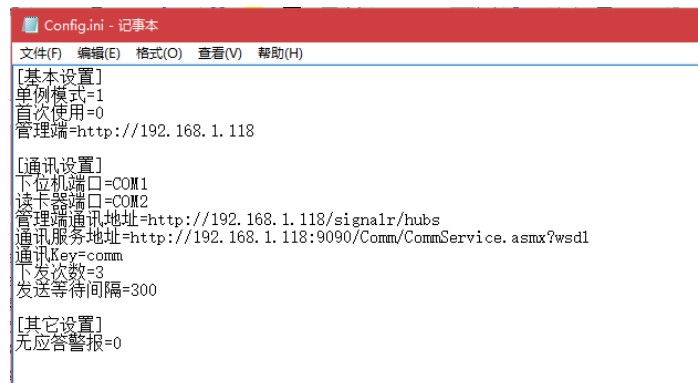 Config.ini - 记事本
文件(F) 编辑(E) 格式(O) 查看(V) 帮助(H)
[基本设置]
单例模式=1
首次使用=0
管理端=http://192.168.1.118
[通讯设置]
下位机端口=COM1
读卡器端口=COM2
管理端通讯地址=http://192.168.1.118/signalr/hubs
通讯服务地址=http://192.168.1.118:9090/Comm/CommService.asmx?wsdl
通讯Key=comm
下发次数=3
发送等待间隔=300
[其它设置]
无应答警报=0